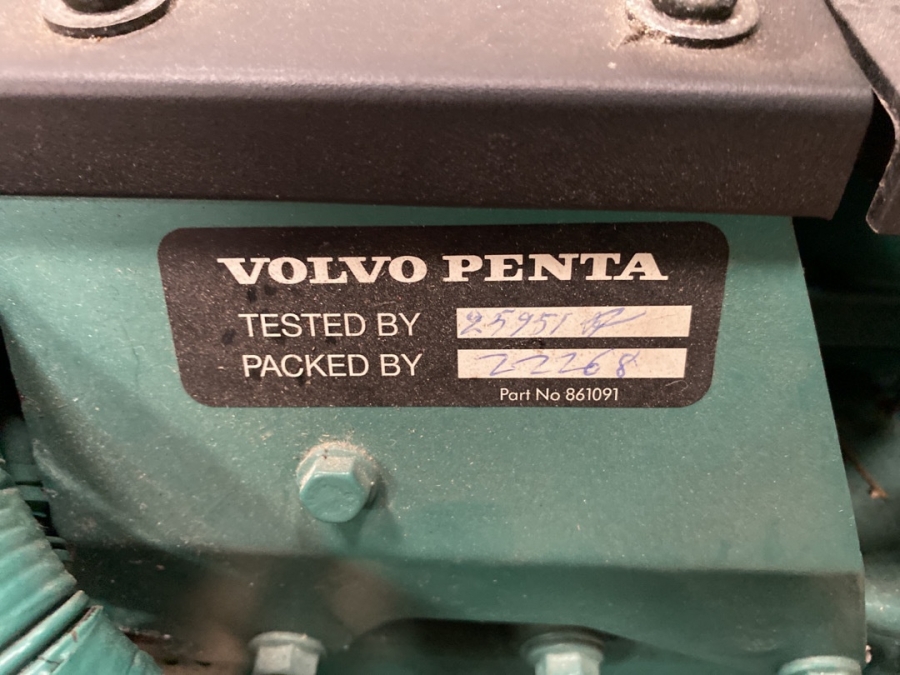 VOLVO PENTA
TESTED BY 25951
PACKED BY 22268
Part No 861091